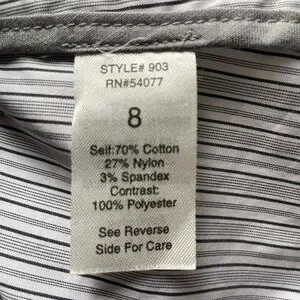 STYLE# 903
RN#54077
8
Self:70% Cotton
27% Nylon
3% Spandex
Contrast:
100% Polyester
See Reverse
Side For Care